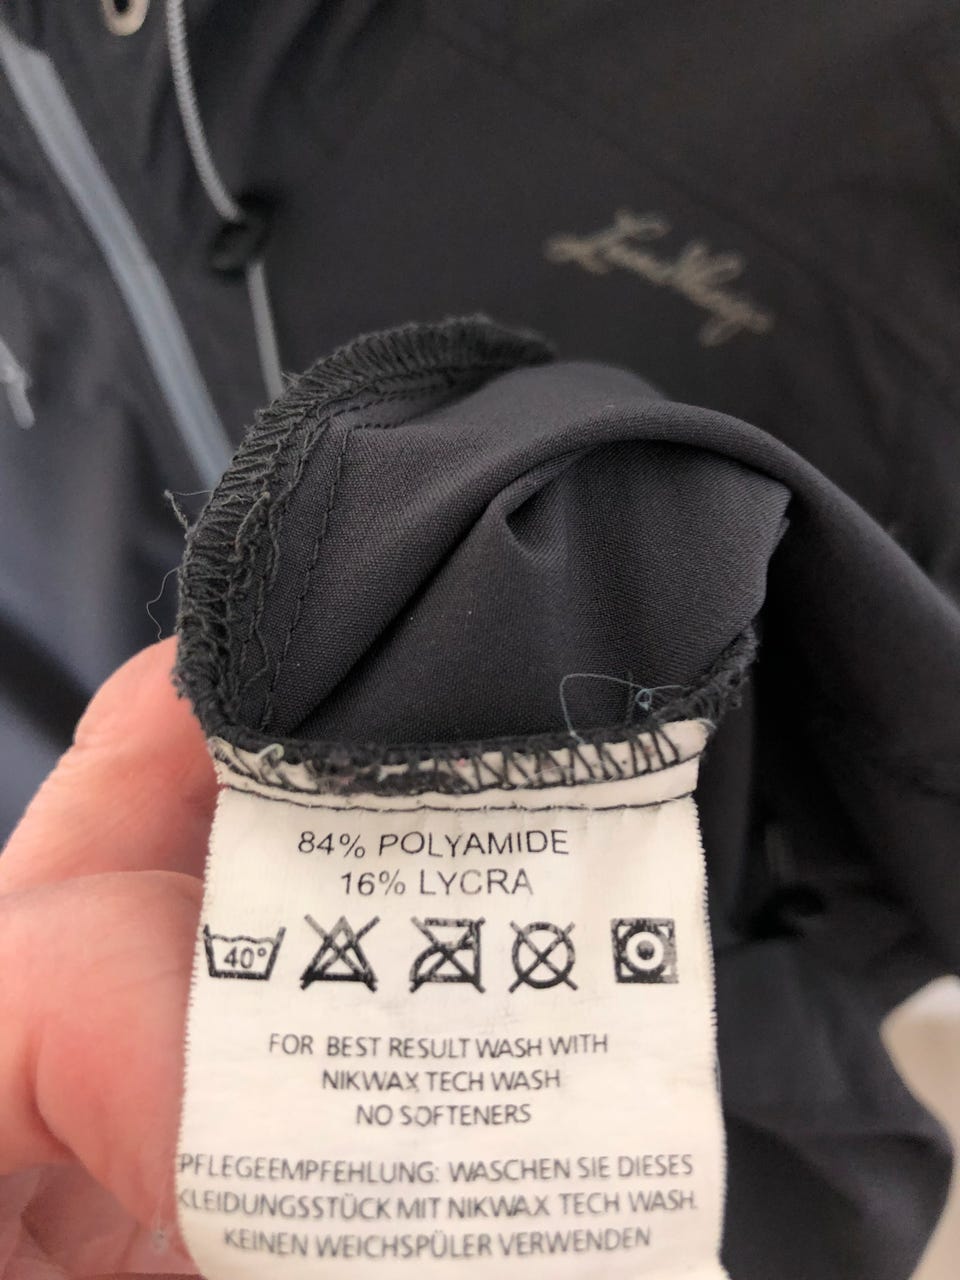 Lundhags
84% POLYAMIDE
16% LYCRA
40°
FOR BEST RESULT WASH WITH
NIKWAX TECH WASH
NO SOFTENERS
PFLEGEEMPFEHLUNG: WASCHEN SIE DIESES
KLEIDUNGSSTÜCK MIT NIKWAX TECH WASH.
KEINEN WEICHSPÜLER VERWENDEN